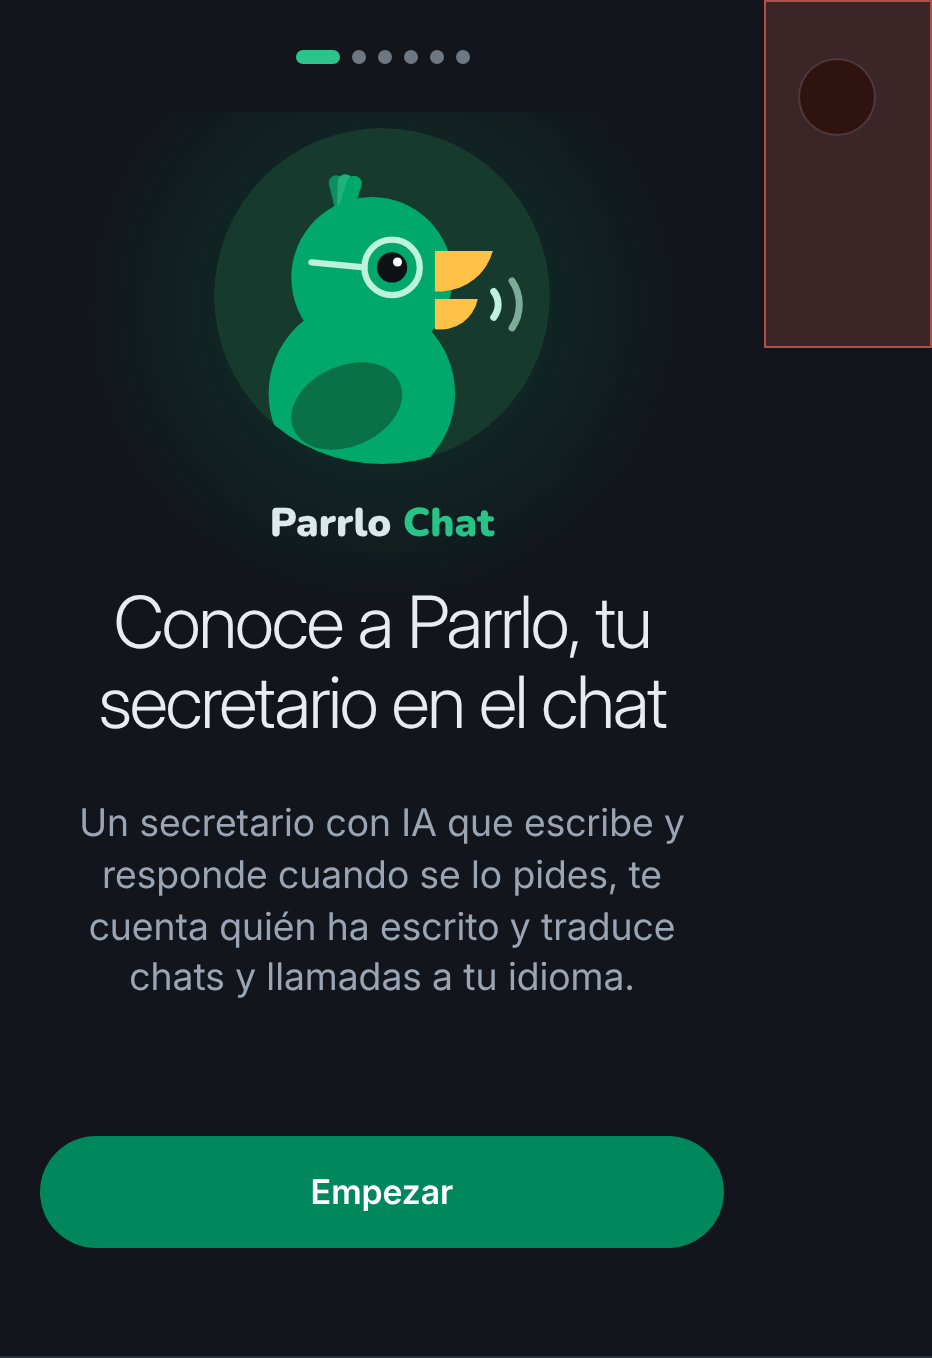 Parrlo Chat
Conoce a Parrlo, tu
secretario en el chat
Un secretario con IA que escribe y
responde cuando se lo pides, te
cuenta quién ha escrito y traduce
chats y llamadas a tu idioma.
Empezar